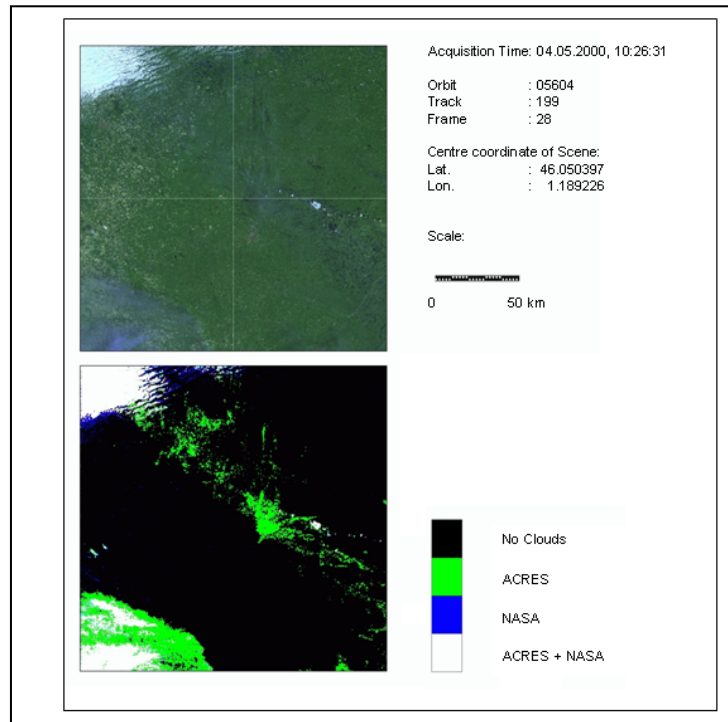 Acquisition Time: 04.05.2000, 10:26:31
Orbit : 05604
Track : 199
Frame : 28
Centre coordinate of Scene:
Lat. : 46.050397
Lon. : 1.189226
Scale:
0 50 km
No Clouds
ACRES
NASA
ACRES + NASA